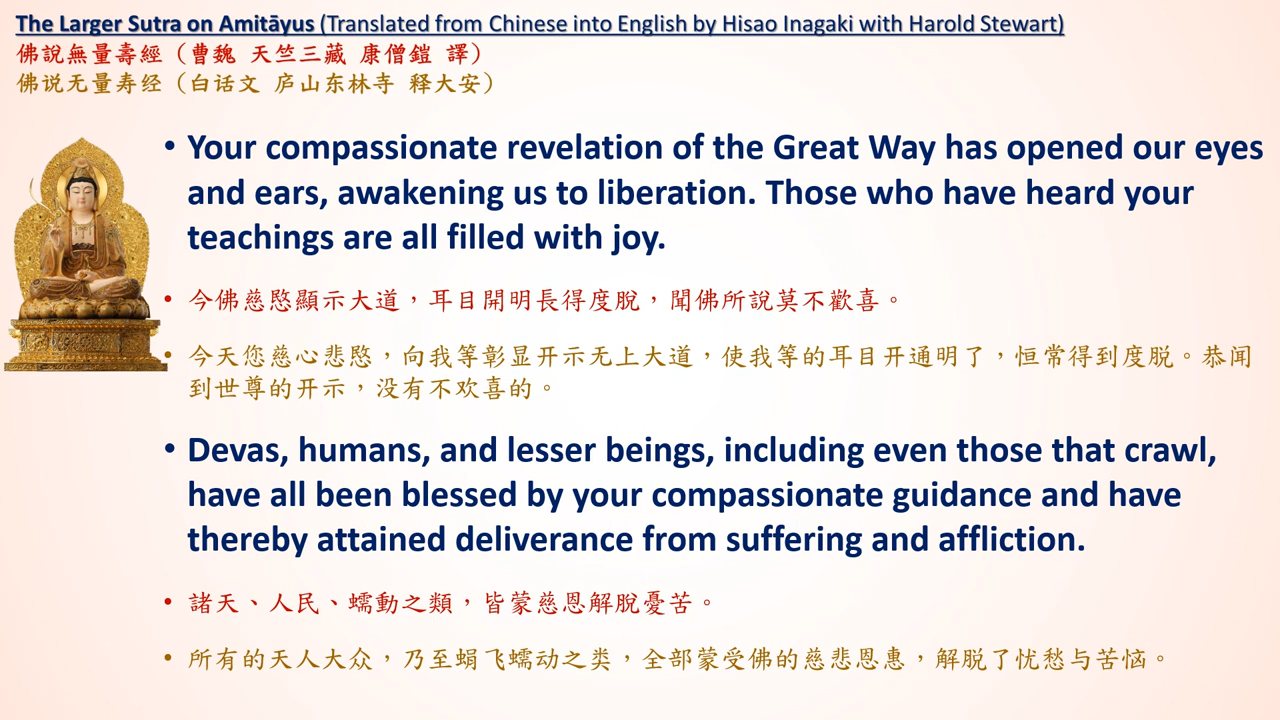 The Larger Sutra on Amitāyus (Translated from Chinese into English by Hisao Inagaki with Harold Stewart)
佛說無量壽經（曹魏 天竺三藏 康僧鎧 譯）
佛说无量寿经（白话文 庐山东林寺 释大安）
• Your compassionate revelation of the Great Way has opened our eyes
and ears, awakening us to liberation. Those who have heard your
teachings are all filled with joy.
• 今佛慈愍顯示大道，耳目開明長得度脫，聞佛所說莫不歡喜。
• 今天您慈心悲愍，向我等彰显开示无上大道，使我等的耳目开通明了，恒常得到度脱。恭闻
到世尊的开示，没有不欢喜的。
• Devas, humans, and lesser beings, including even those that crawl,
have all been blessed by your compassionate guidance and have
thereby attained deliverance from suffering and affliction.
• 諸天、人民、蠕動之類，皆蒙慈恩解脫憂苦。
• 所有的天人大众，乃至蜎飞蠕动之类，全部蒙受佛的慈悲恩惠，解脱了忧愁与苦恼。